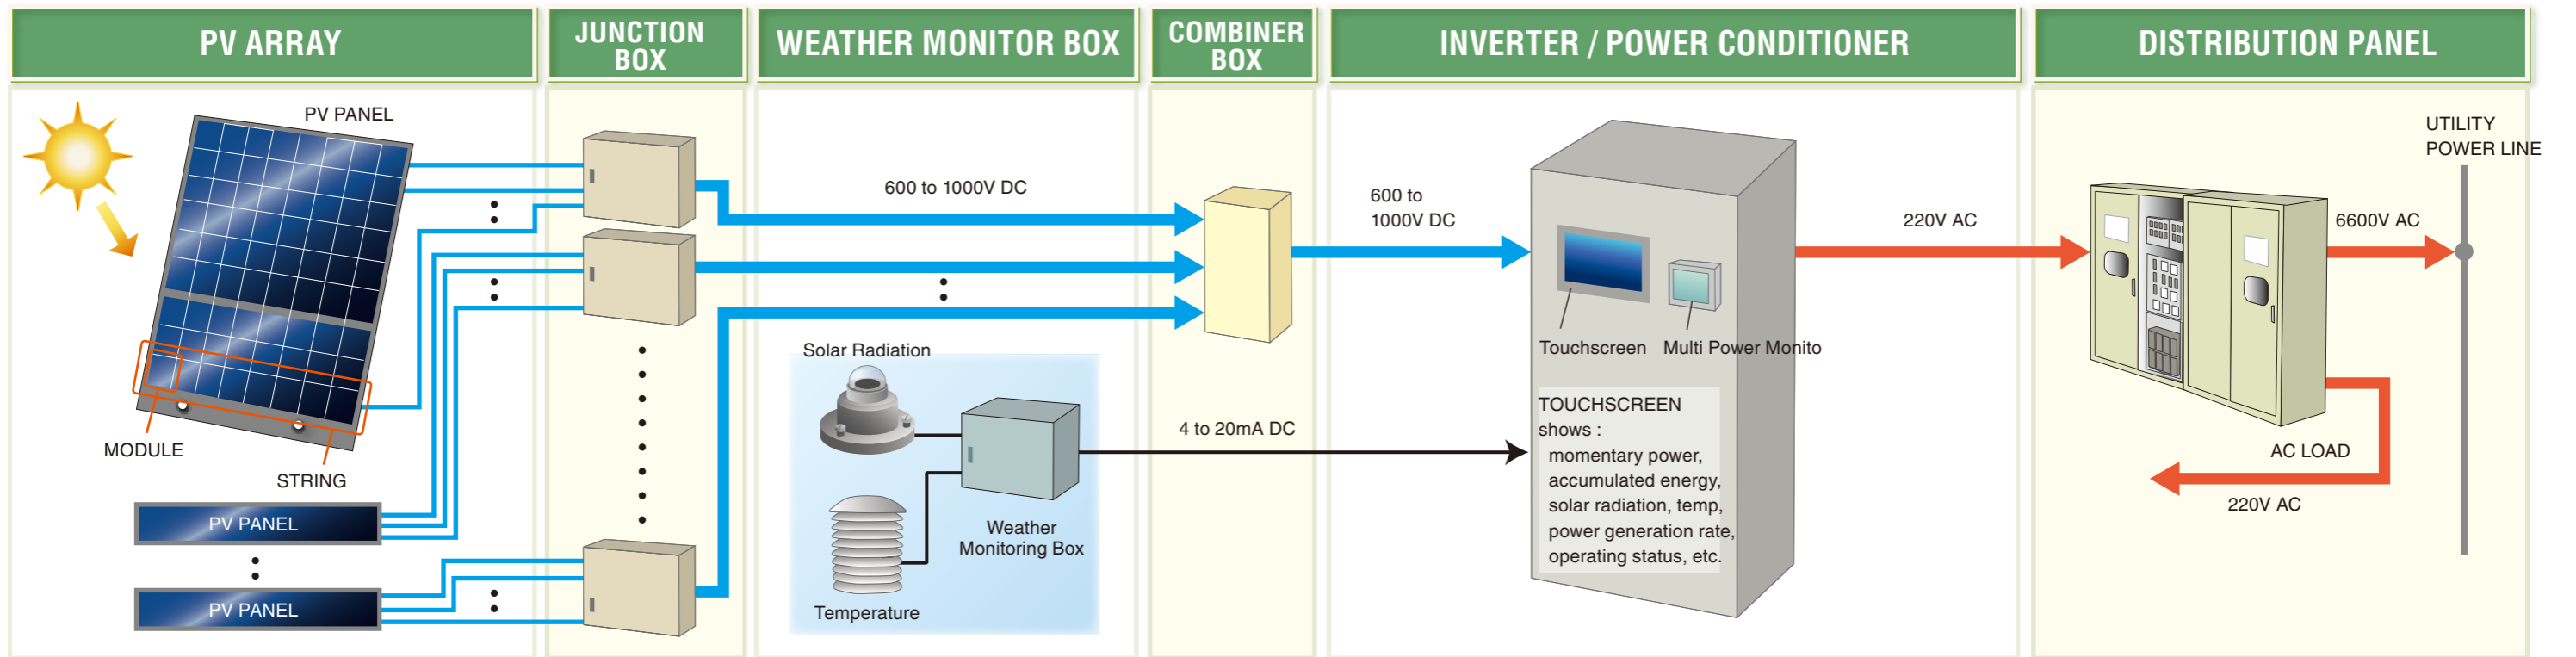 PV ARRAY
JUNCTION
BOX
WEATHER MONITOR BOX
COMBINER
BOX
INVERTER / POWER CONDITIONER
DISTRIBUTION PANEL
PV PANEL
MODULE
STRING
PV PANEL
PV PANEL
600 to 1000V DC
Solar Radiation
Weather
Monitoring Box
Temperature
4 to 20mA DC
600 to
1000V DC
Touchscreen
Multi Power Monito
TOUCHSCREEN
shows :
momentary power,
accumulated energy,
solar radiation, temp,
power generation rate,
operating status, etc.
220V AC
UTILITY
POWER LINE
6600V AC
AC LOAD
220V AC